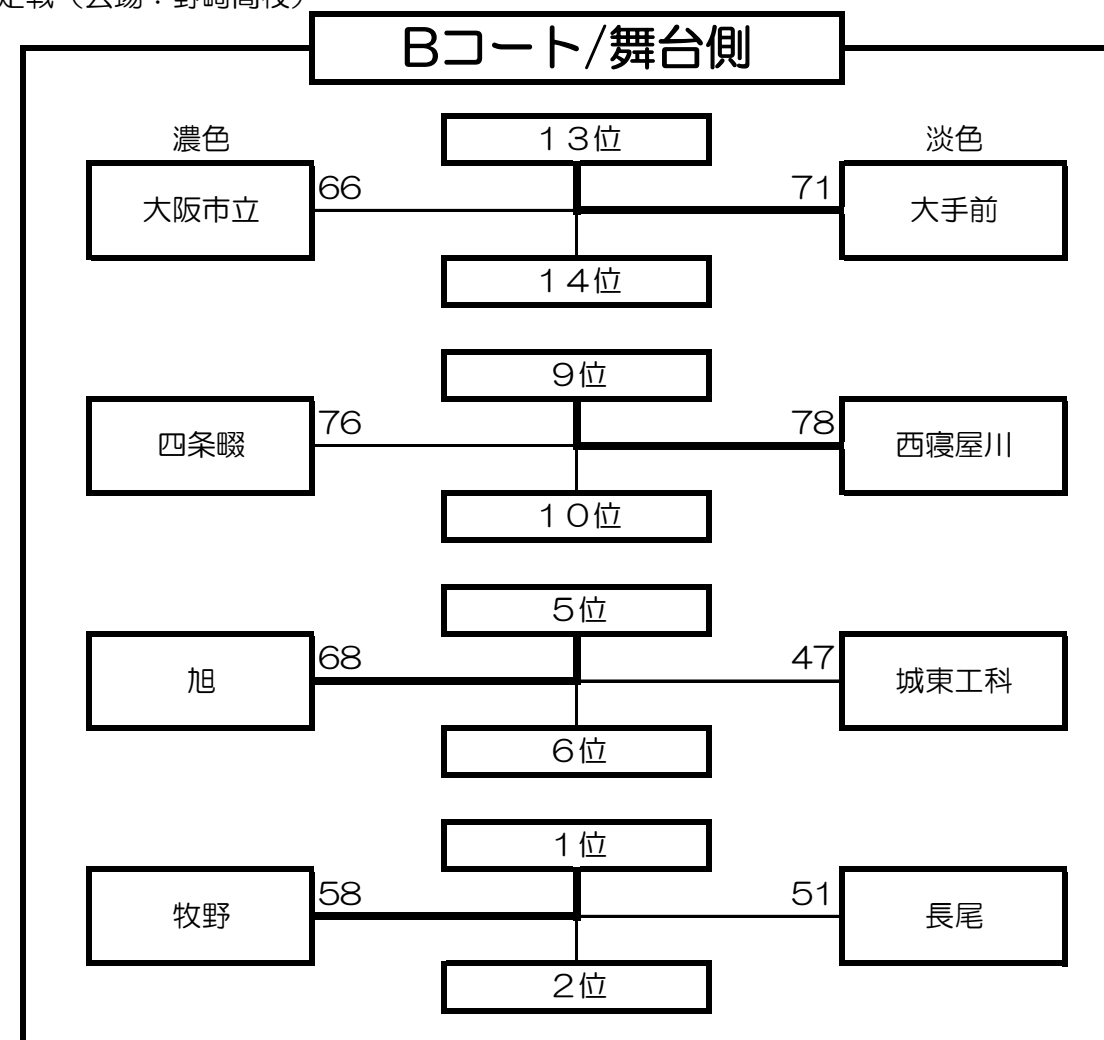 Bコート/舞台側
濃色 13位 淡色
大阪市立 66 71 大手前
14位
9位
四条畷 76 78 西寝屋川
10位
5位
旭 68 47 城東工科
6位
1位
牧野 58 51 長尾
2位